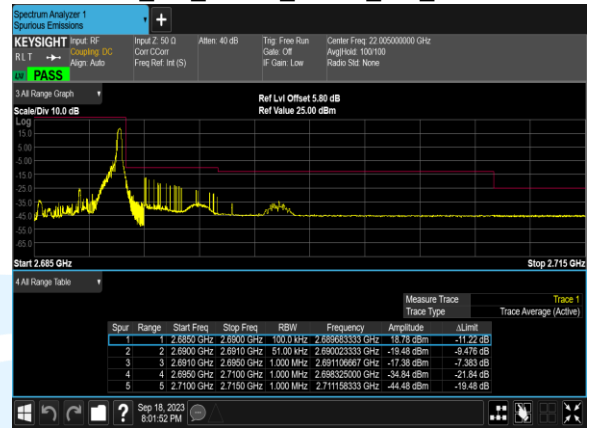 Spectrum Analyzer 1
Spurious Emissions
+
KEYSIGHT Input: RF Input Z: 50 Ω Atten: 40 dB Trig: Free Run Center Freq: 22.005000000 GHz
RLT Coupling: DC Corr CCorr Gate: Off Avg|Hold: 100/100
Align: Auto Freq Ref: Int (S) IF Gain: Low Radio Std: None
LW PASS
3 All Range Graph
Ref Lvl Offset 5.80 dB
Scale/Div 10.0 dB Ref Value 25.00 dBm
Log
15.0
5.00
-5.00
-15.0
-25.0
-35.0
-45.0
-55.0
-65.0
Start 2.685 GHz Stop 2.715 GHz
4 All Range Table
Measure Trace Trace 1
Trace Type Trace Average (Active)
Spur Range Start Freq Stop Freq RBW Frequency Amplitude ΔLimit
1 1 2.6850 GHz 2.6900 GHz 100.0 kHz 2.689683333 GHz 18.78 dBm -11.22 dB
2 2 2.6900 GHz 2.6910 GHz 51.00 kHz 2.690023333 GHz -19.48 dBm -9.476 dB
3 3 2.6910 GHz 2.6950 GHz 1.000 MHz 2.691106667 GHz -17.38 dBm -7.383 dB
4 4 2.6950 GHz 2.7100 GHz 1.000 MHz 2.698325000 GHz -34.84 dBm -21.84 dB
5 5 2.7100 GHz 2.7150 GHz 1.000 MHz 2.711158333 GHz -44.48 dBm -19.48 dB
? Sep 18, 2023
8:01:52 PM